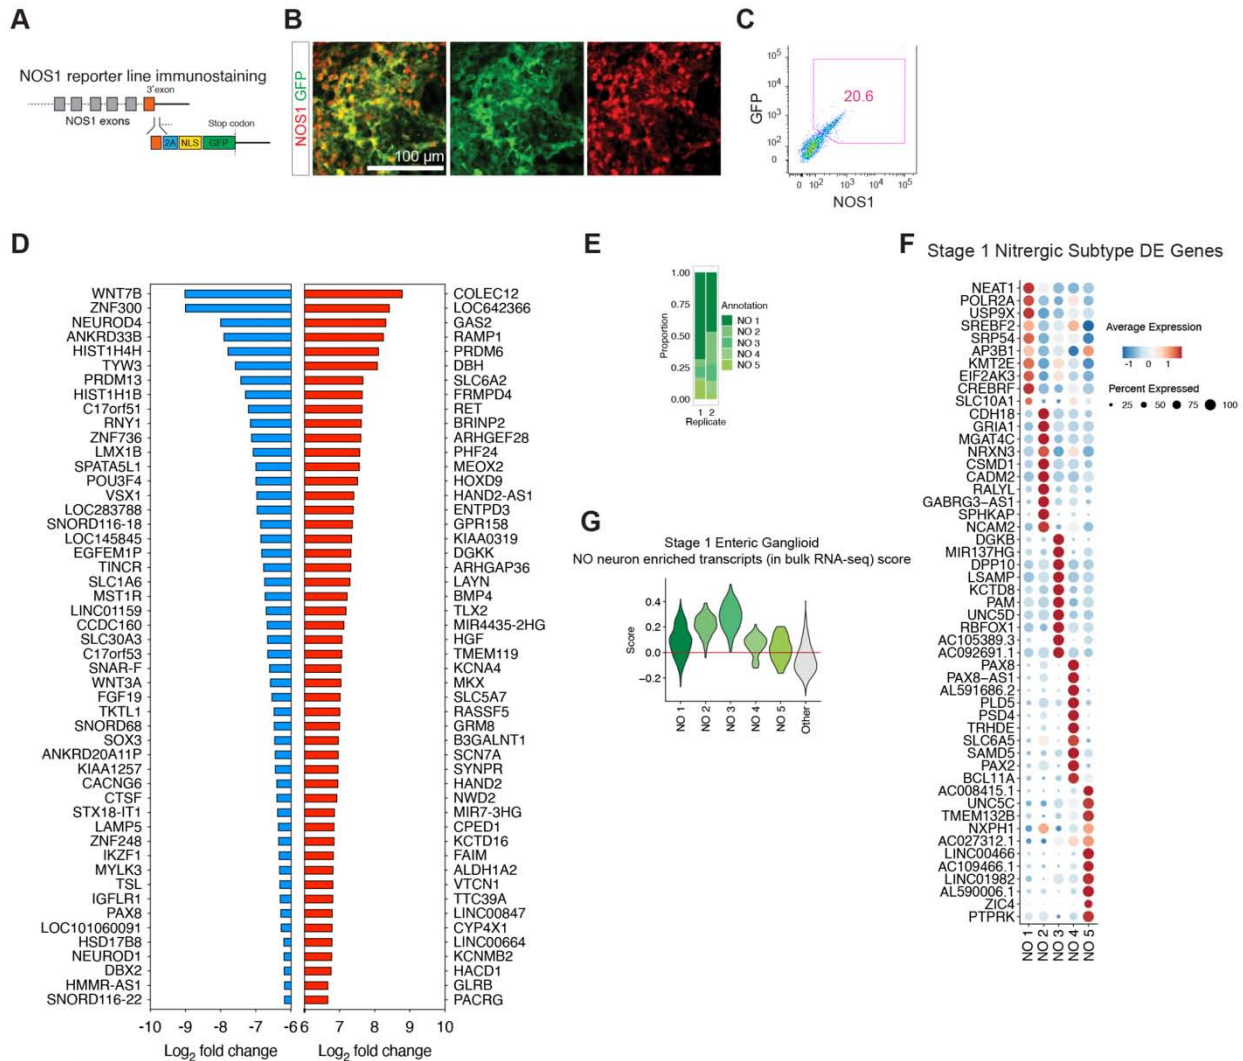 A
NOS1 reporter line immunostaining
3'exon
NOS1 exons
Stop codon
2A
NLS
GFP
B
NOS1 GFP
100 µm
C
GFP
10⁵
10⁴
10³
10²
0
20.6
0 10² 10³ 10⁴ 10⁵
NOS1
D
WNT7B
ZNF300
NEUROD4
ANKRD33B
HIST1H4H
TYW3
PRDM13
HIST1H1B
C17orf51
RNY1
ZNF736
LMX1B
SPATA5L1
POU3F4
VSX1
LOC283788
SNORD116-18
LOC145845
EGFEM1P
TINCR
SLC1A6
MST1R
LINC01159
CCDC160
SLC30A3
C17orf53
SNAR-F
WNT3A
FGF19
TKTL1
SNORD68
SOX3
ANKRD20A11P
KIAA1257
CACNG6
CTSF
STX18-IT1
LAMP5
ZNF248
IKZF1
MYLK3
TSL
IGFLR1
PAX8
LOC101060091
HSD17B8
NEUROD1
DBX2
HMMR-AS1
SNORD116-22
-10 -9 -8 -7 -6
Log₂ fold change
COLEC12
LOC642366
GAS2
RAMP1
PRDM6
DBH
SLC6A2
FRMPD4
RET
BRINP2
ARHGEF28
PHF24
MEOX2
HOXD9
HAND2-AS1
ENTPD3
GPR158
KIAA0319
DGKK
ARHGAP36
LAYN
BMP4
TLX2
MIR4435-2HG
HGF
TMEM119
KCNA4
MKX
SLC5A7
RASSF5
GRM8
B3GALNT1
SCN7A
SYNPR
HAND2
NWD2
MIR7-3HG
CPED1
KCTD16
FAIM
ALDH1A2
VTCN1
TTC39A
LINC00847
CYP4X1
LINC00664
KCNMB2
HACD1
GLRB
PACRG
6 7 8 9 10
Log₂ fold change
E
Proportion
1.00
0.75
0.50
0.25
0.00
1 2
Replicate
Annotation
NO 1
NO 2
NO 3
NO 4
NO 5
F
Stage 1 Nitrergic Subtype DE Genes
NEAT1
POLR2A
USP9X
SREBF2
SRP54
AP3B1
KMT2E
EIF2AK3
CREBRF
SLC10A1
CDH18
GRIA1
MGAT4C
NRXN3
CSMD1
CADM2
RALYL
GABRG3-AS1
SPHKAP
NCAM2
DGKB
MIR137HG
DPP10
LSAMP
KCTD8
PAM
UNC5D
RBFOX1
AC105389.3
AC092691.1
PAX8
PAX8-AS1
AL591686.2
PLD5
PSD4
TRHDE
SLC6A5
SAMD5
PAX2
BCL11A
AC008415.1
UNC5C
TMEM132B
NXPH1
AC027312.1
LINC00466
AC109466.1
LINC01982
AL590006.1
ZIC4
PTPRK
NO 1
NO 2
NO 3
NO 4
NO 5
Average Expression
-1 0 1
Percent Expressed
25 50 75 100
G
Stage 1 Enteric Ganglioid
NO neuron enriched transcripts (in bulk RNA-seq) score
Score
0.4
0.2
0.0
−0.2
NO 1
NO 2
NO 3
NO 4
NO 5
Other